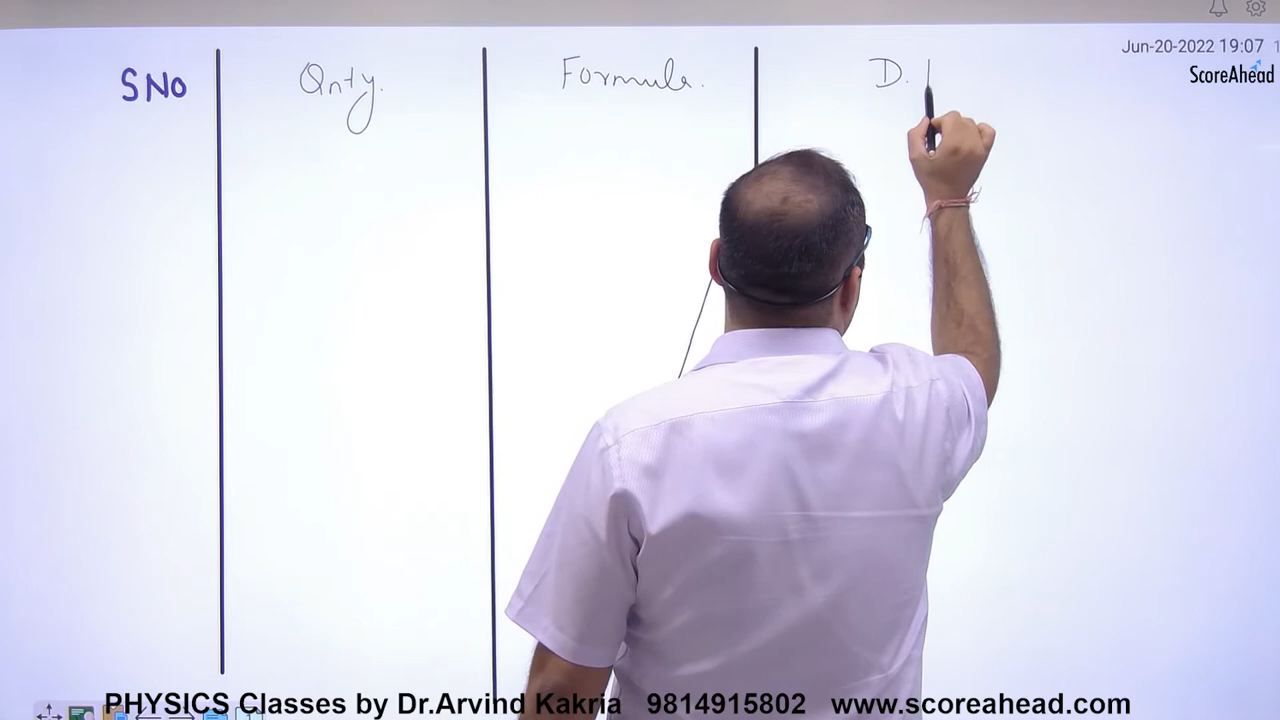 Jun-20-2022 19:07
ScoreAhead
SNo
Qnty.
Formula.
D.
PHYSICS Classes by Dr.Arvind Kakria 9814915802 www.scoreahead.com